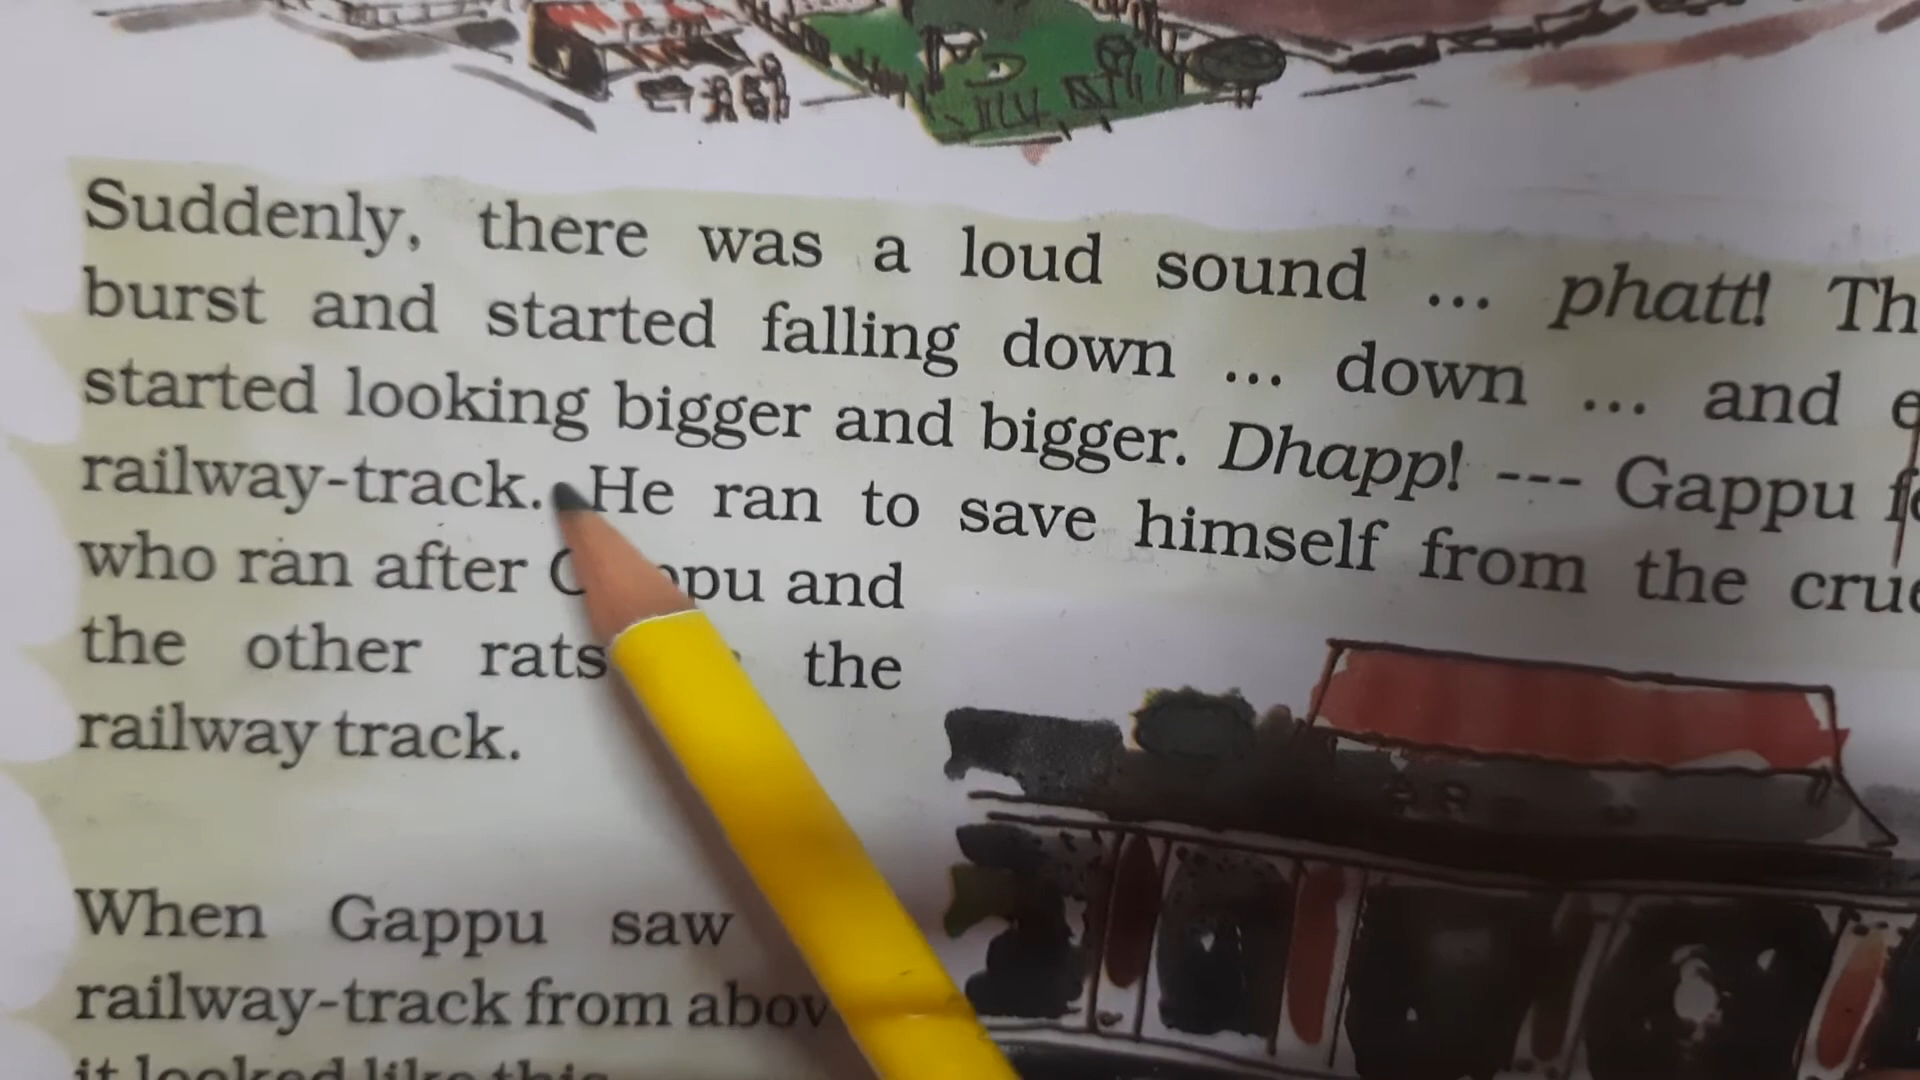 Suddenly, there was a loud sound ... phatt! Th
burst and started falling down ... down ... and e
started looking bigger and bigger. Dhapp! --- Gappu f
railway-track. He ran to save himself from the crue
who ran after pu and
the other rats the
railway track.
When Gappu saw
railway-track from abov
it looked like this